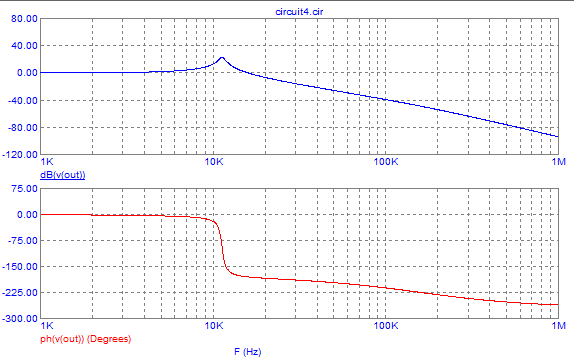 circuit4.cir
80.00
40.00
0.00
-40.00
-80.00
-120.00
1K 10K 100K 1M
dB(v(out))
75.00
0.00
-75.00
-150.00
-225.00
-300.00
1K 10K 100K 1M
ph(v(out)) (Degrees)
F (Hz)